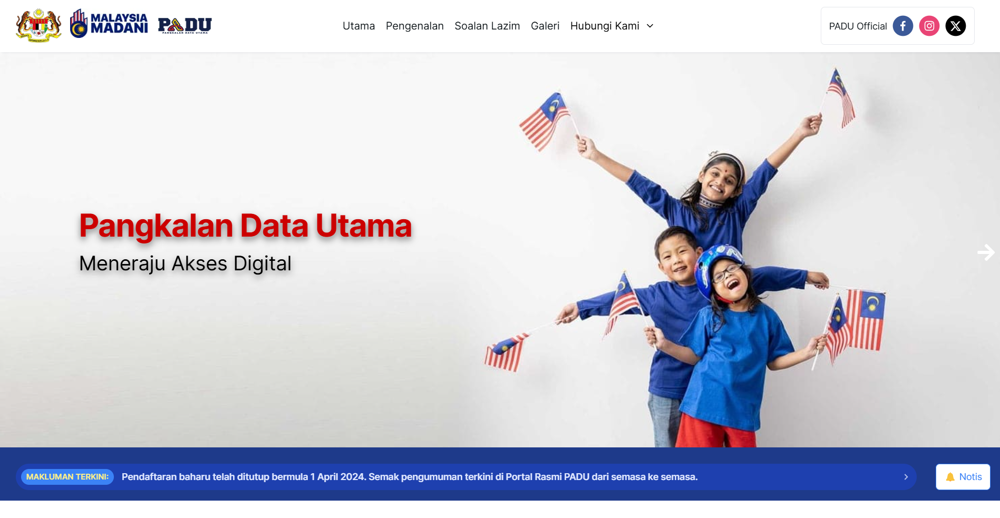 MALAYSIA
MADANI
PADU
PANGKALAN DATA UTAMA
Utama
Pengenalan
Soalan Lazim
Galeri
Hubungi Kami
PADU Official
Pangkalan Data Utama
Meneraju Akses Digital
MAKLUMAN TERKINI:
Pendaftaran baharu telah ditutup bermula 1 April 2024. Semak pengumuman terkini di Portal Rasmi PADU dari semasa ke semasa.
Notis